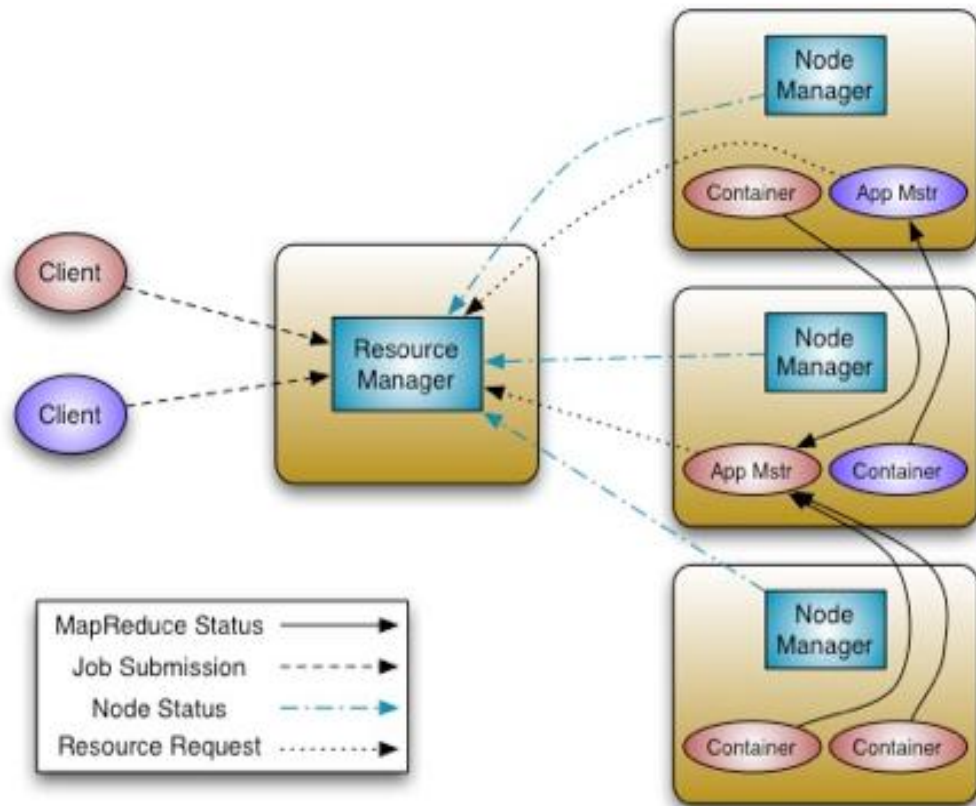 Node
Manager
Container
App Mstr
Client
Resource
Manager
Client
Node
Manager
App Mstr
Container
Node
Manager
Container
Container
MapReduce Status
Job Submission
Node Status
Resource Request